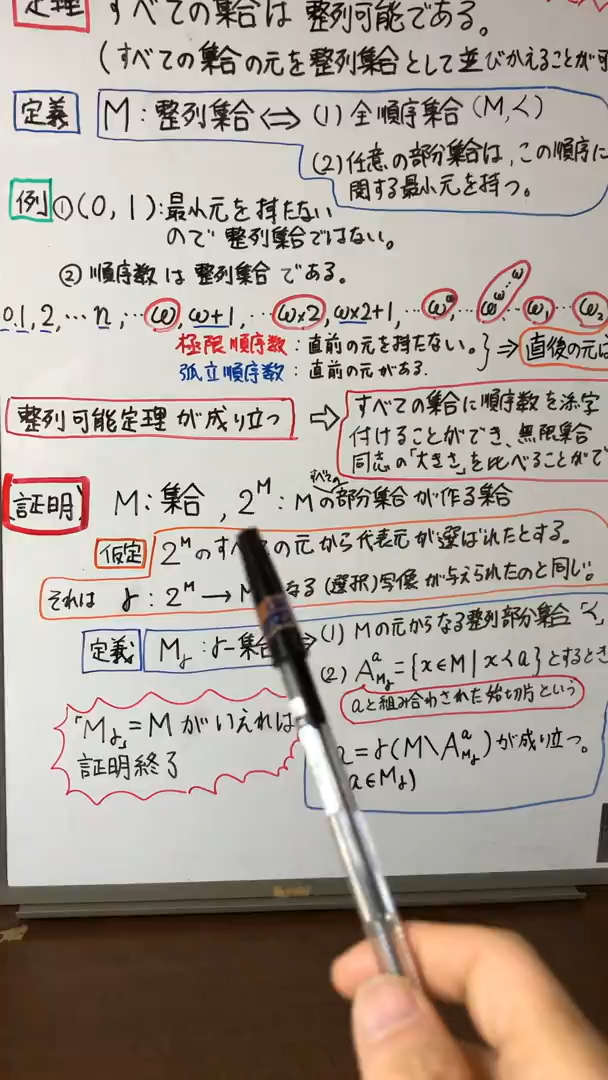 定理 すべての集合は 整列可能である。
(すべての集合の元を整列集合として並びかえることが可
定義 M：整列集合⇔ (1) 全順序集合 (M,<)
(2) 任意の部分集合は、この順序に
関する最小元を持つ。
例 ①(0,1)：最小元を持たない
ので 整列集合ではない。
② 順序数は 整列集合 である。
0,1,2,…n,…ω,ω+1,…ω×2,ω×2+1,…
極限順序数：直前の元を持たない。}⇒ 直後の元は
孤立順序数：直前の元がある。
整列可能定理 が成り立つ ⇨ すべての集合に順序数を添字
付けることができ、無限集合
同志の「大きさ」を比べることがで
証明 M：集合 , 2^M：Mのすべての部分集合 が作る集合
仮定 2^Mのす の元から代表元が選ばれたとする。
それは γ：2^M → なる (選択) 写像 が与えられたのと同じ。
定義 Mγ：γ-集合 ⇒ (1) Mの元からなる整列部分集合「<
(2) A^a_{Mγ}={x∈M | x<a}とするとき
aと組み合わされた始切片という
「Mγ」=M がいえれば =γ(M\A^a_{Mγ})が成り立つ。
証明終了 a∈Mγ)